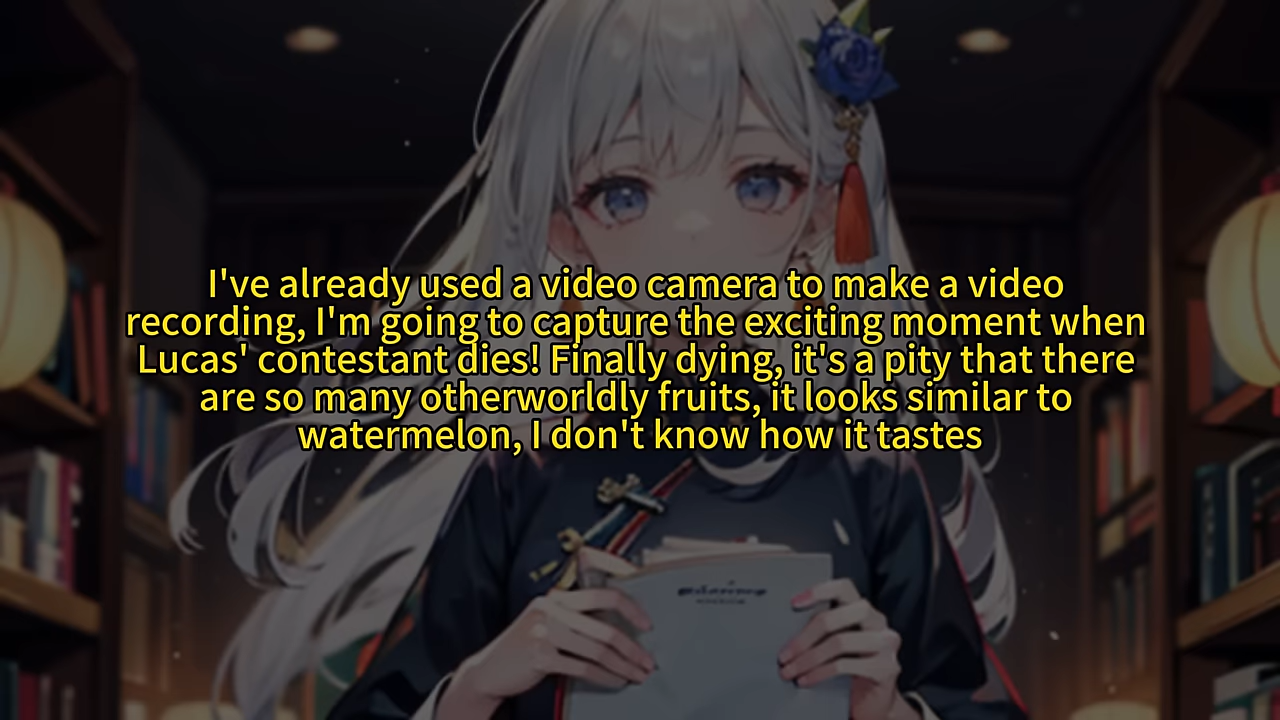 I've already used a video camera to make a video
recording, I'm going to capture the exciting moment when
Lucas' contestant dies! Finally dying, it's a pity that there
are so many otherworldly fruits, it looks similar to
watermelon, I don't know how it tastes